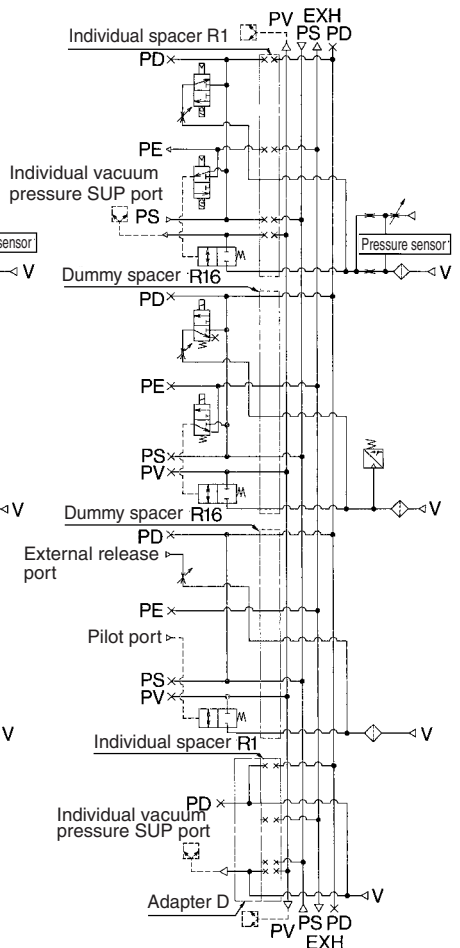 EXH
PV PS PD
Individual spacer R1
PD
PE
Individual vacuum
pressure SUP port
PS
sensor
Pressure sensor
V
V
Dummy spacer R16
PD
PE
PS
PV
V
V
Dummy spacer R16
PD
External release
port
PE
Pilot port
PS
PV
V
V
Individual spacer R1
PD
Individual vacuum
pressure SUP port
V
Adapter D
PV PS PD
EXH